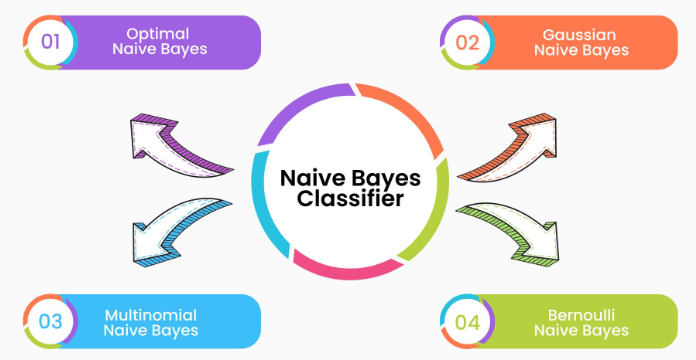 01
Optimal
Naive Bayes
02
Gaussian
Naive Bayes
Naive Bayes
Classifier
03
Multinomial
Naive Bayes
04
Bernoulli
Naive Bayes